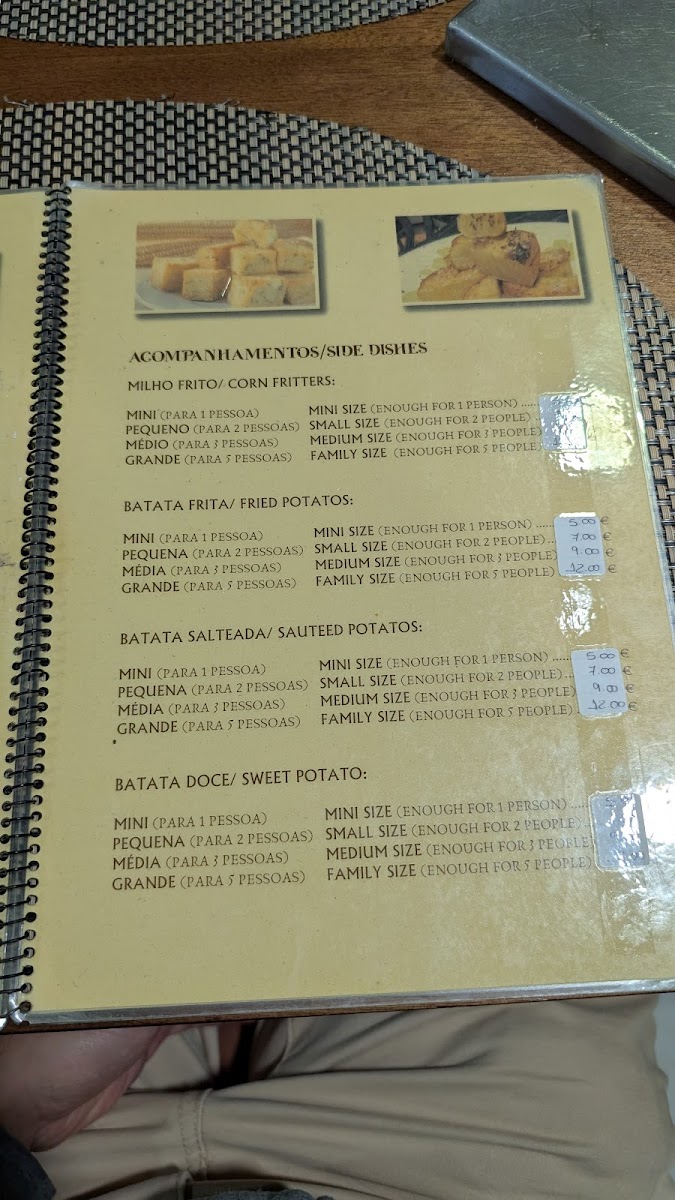 ACOMPANHAMENTOS/SIDE DISHES
MILHO FRITO/ CORN FRITTERS:
MINI (PARA 1 PESSOA) MINI SIZE (ENOUGH FOR 1 PERSON) .....
PEQUENO (PARA 2 PESSOAS) SMALL SIZE (ENOUGH FOR 2 PEOPLE)
MÉDIO (PARA 3 PESSOAS) MEDIUM SIZE (ENOUGH FOR 3 PEOPLE)
GRANDE (PARA 5 PESSOAS) FAMILY SIZE (ENOUGH FOR 5 PEOPLE)
BATATA FRITA/ FRIED POTATOS:
MINI (PARA 1 PESSOA) MINI SIZE (ENOUGH FOR 1 PERSON) ..... 5.00 €
PEQUENA (PARA 2 PESSOAS) SMALL SIZE (ENOUGH FOR 2 PEOPLE)... 7.00 €
MÉDIA (PARA 3 PESSOAS) MEDIUM SIZE (ENOUGH FOR 3 PEOPLE) 9.00 €
GRANDE (PARA 5 PESSOAS) FAMILY SIZE (ENOUGH FOR 5 PEOPLE) 12.00 €
BATATA SALTEADA/ SAUTEED POTATOS:
MINI (PARA 1 PESSOA) MINI SIZE (ENOUGH FOR 1 PERSON) ..... 5.00 €
PEQUENA (PARA 2 PESSOAS) SMALL SIZE (ENOUGH FOR 2 PEOPLE)... 7.00 €
MÉDIA (PARA 3 PESSOAS) MEDIUM SIZE (ENOUGH FOR 3 PEOPLE) 9.00 €
GRANDE (PARA 5 PESSOAS) FAMILY SIZE (ENOUGH FOR 5 PEOPLE) . 12.00 €
BATATA DOCE/ SWEET POTATO:
MINI (PARA 1 PESSOA) MINI SIZE (ENOUGH FOR 1 PERSON) .....
PEQUENA (PARA 2 PESSOAS) SMALL SIZE (ENOUGH FOR 2 PEOPLE)
MÉDIA (PARA 3 PESSOAS) MEDIUM SIZE (ENOUGH FOR 3 PEOPLE)
GRANDE (PARA 5 PESSOAS) FAMILY SIZE (ENOUGH FOR 5 PEOPLE)